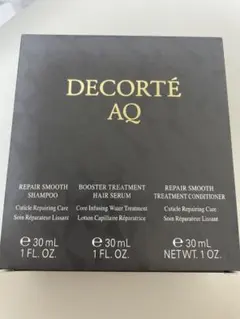 DECORTÉ
AQ
REPAIR SMOOTH
SHAMPOO
Cuticle Repairing Care
Soin Réparateur Lissant
BOOSTER TREATMENT
HAIR SERUM
Core Infusing Water Treatment
Lotion Capillaire Réparatrice
REPAIR SMOOTH
TREATMENT CONDITIONER
Cuticle Repairing Care
Soin Réparateur Lissant
℮ 30 mL
1 FL. OZ.
℮ 30 mL
1 FL. OZ.
℮ 30 mL
NET WT. 1 OZ.